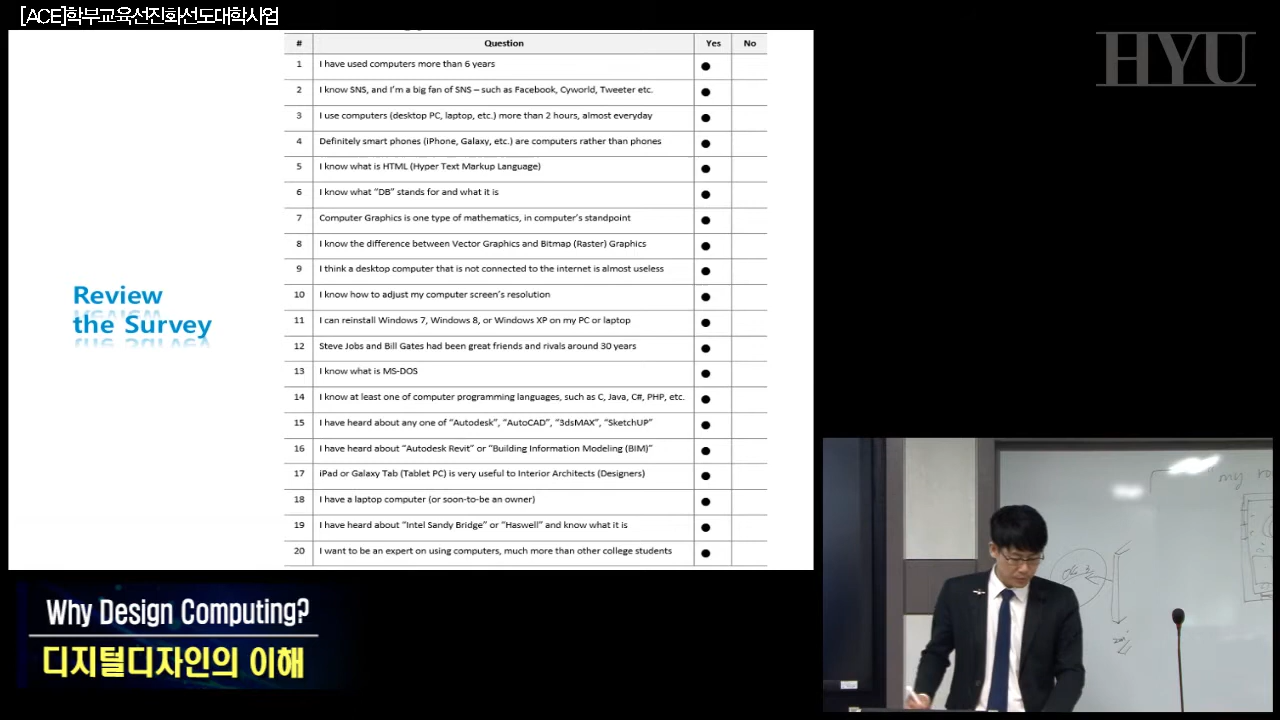 [ACE]학부교육선진화선도대학사업
HYU
# Question Yes No
1 I have used computers more than 6 years
2 I know SNS, and I'm a big fan of SNS – such as Facebook, Cyworld, Tweeter etc.
3 I use computers (desktop PC, laptop, etc.) more than 2 hours, almost everyday
4 Definitely smart phones (iPhone, Galaxy, etc.) are computers rather than phones
5 I know what is HTML (Hyper Text Markup Language)
6 I know what “DB” stands for and what it is
7 Computer Graphics is one type of mathematics, in computer's standpoint
8 I know the difference between Vector Graphics and Bitmap (Raster) Graphics
9 I think a desktop computer that is not connected to the internet is almost useless
10 I know how to adjust my computer screen's resolution
11 I can reinstall Windows 7, Windows 8, or Windows XP on my PC or laptop
12 Steve Jobs and Bill Gates had been great friends and rivals around 30 years
13 I know what is MS-DOS
14 I know at least one of computer programming languages, such as C, Java, C#, PHP, etc.
15 I have heard about any one of “Autodesk”, “AutoCAD”, “3dsMAX”, “SketchUP”
16 I have heard about “Autodesk Revit” or “Building Information Modeling (BIM)”
17 iPad or Galaxy Tab (Tablet PC) is very useful to Interior Architects (Designers)
18 I have a laptop computer (or soon-to-be an owner)
19 I have heard about “Intel Sandy Bridge” or “Haswell” and know what it is
20 I want to be an expert on using computers, much more than other college students
Review
the Survey
my
Why Design Computing?
디지털디자인의 이해